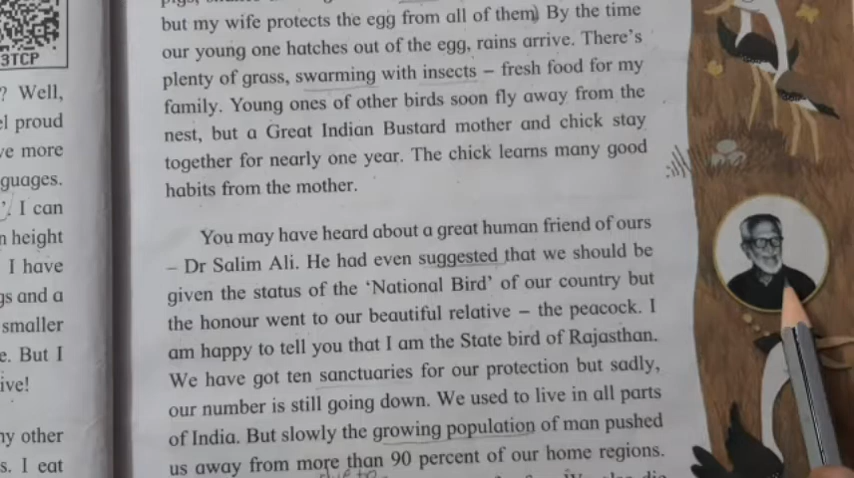 3TCP
? Well,
proud
more
guages.
I can
height
I have
gs and a
smaller
But I
ive!
other
s. I eat
but my wife protects the egg from all of them) By the time
our young one hatches out of the egg, rains arrive. There's
plenty of grass, swarming with insects – fresh food for my
family. Young ones of other birds soon fly away from the
nest, but a Great Indian Bustard mother and chick stay
together for nearly one year. The chick learns many good
habits from the mother.
You may have heard about a great human friend of ours
– Dr Salim Ali. He had even suggested that we should be
given the status of the 'National Bird' of our country but
the honour went to our beautiful relative – the peacock. I
am happy to tell you that I am the State bird of Rajasthan.
We have got ten sanctuaries for our protection but sadly,
our number is still going down. We used to live in all parts
of India. But slowly the growing population of man pushed
us away from more than 90 percent of our home regions.